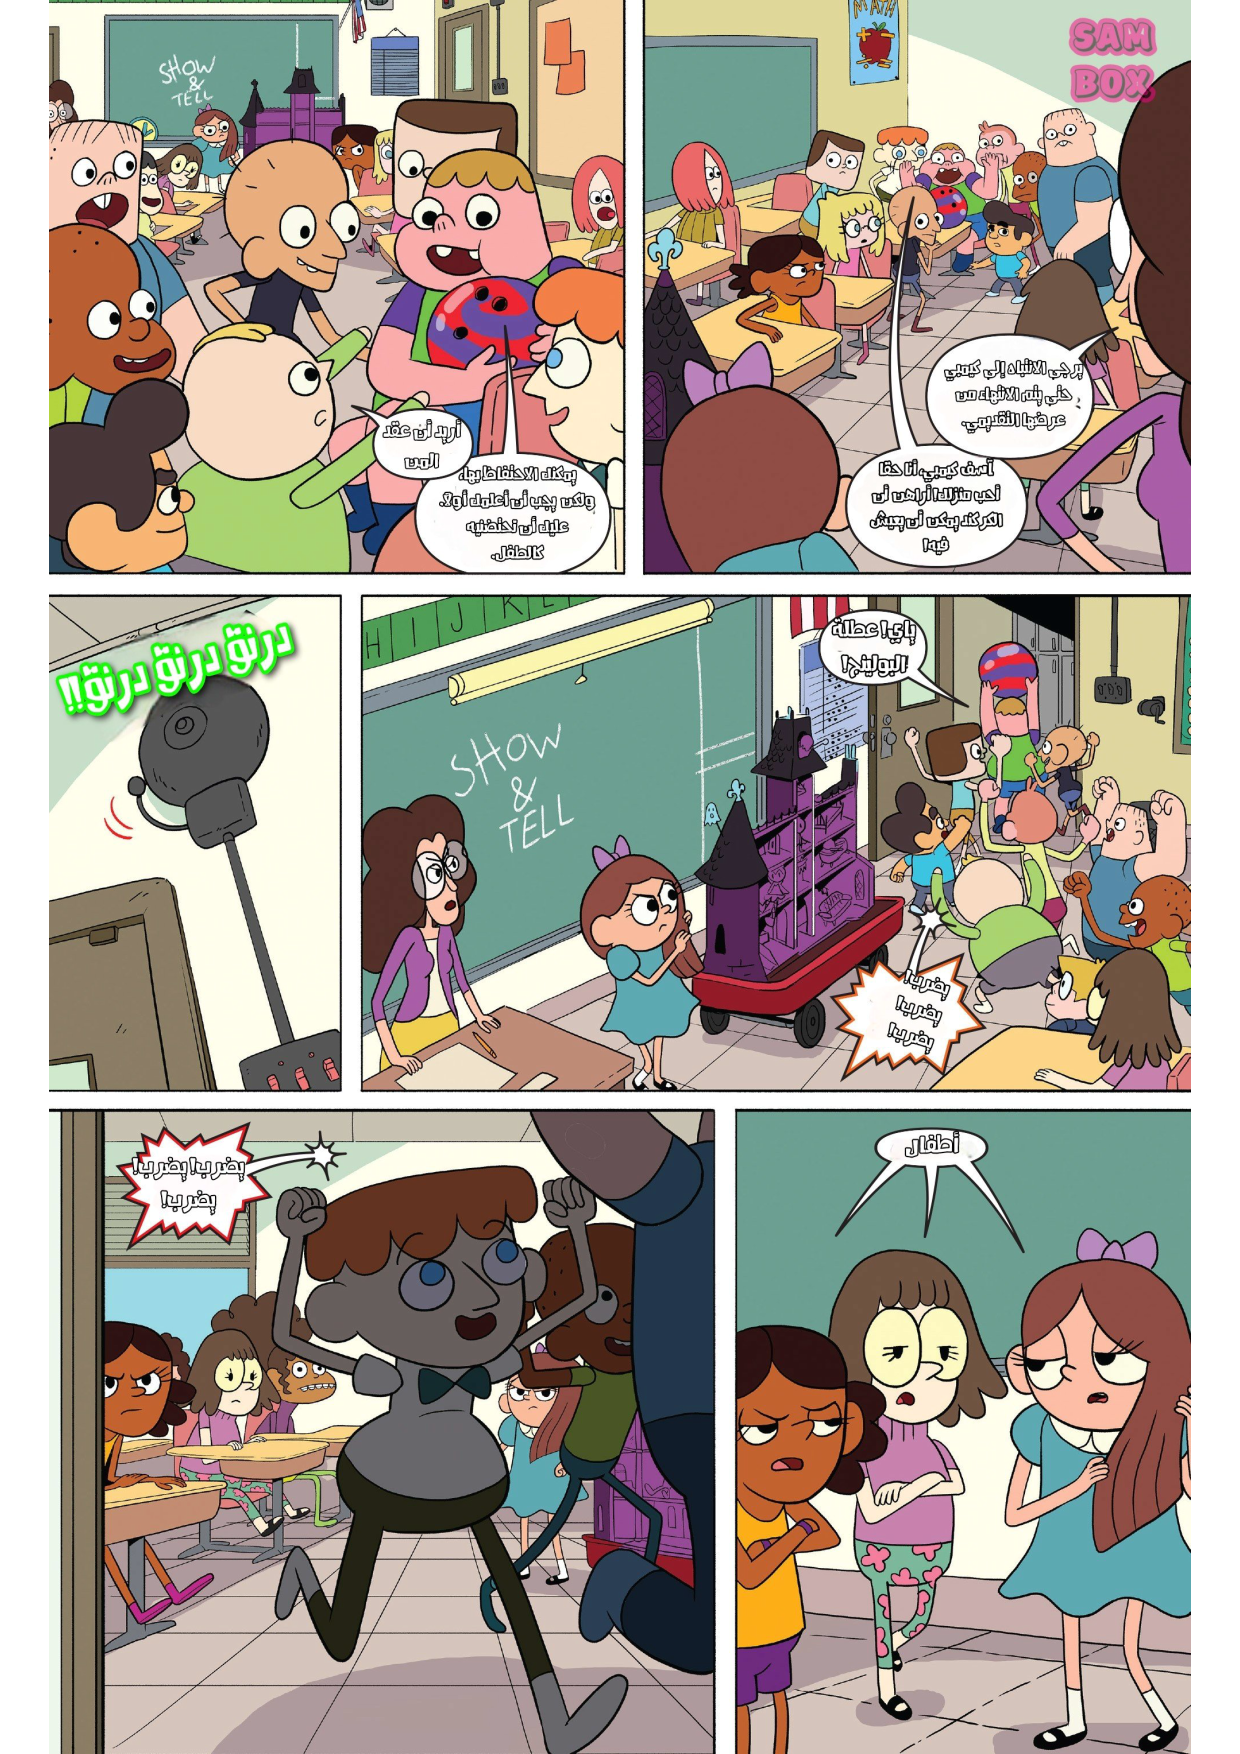 SHOW
&
TELL
MATH
SAM
BOX
يرجى الانتباه إلى كيمبي
حتى يتم الانتهاء من
عرضها التقديمي.
آسف كيمبي، أنا حقا
أحب منزلك! أراهن أن
الكركند يمكن أن يعيش
فيه!
أريد أن عقد
المن
يمكنك الاحتفاظ بها،
ولكن يجب أن أعلمك أولا.
عليك أن تحتضنيه
كالطفل.
درنق درنق درنق!!
HIJKL
ياي! عطلة
البولينج!
SHOW
&
TELL
يضرب!
يضرب!
يضرب!
يضرب! يضرب!
يضرب!
أطفال